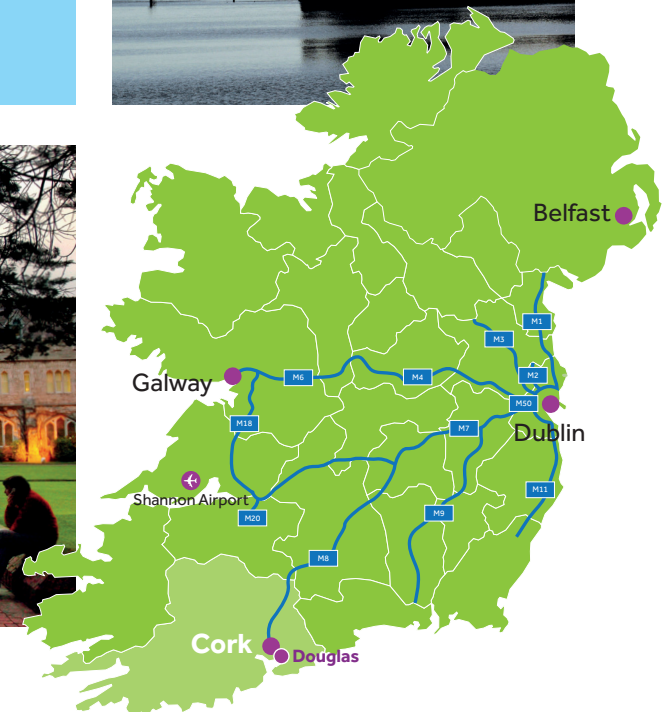 Belfast
M1
M3
M2
Galway
M6
M4
M50
M18
M7
Dublin
Shannon Airport
M11
M20
M9
M8
Cork
Douglas